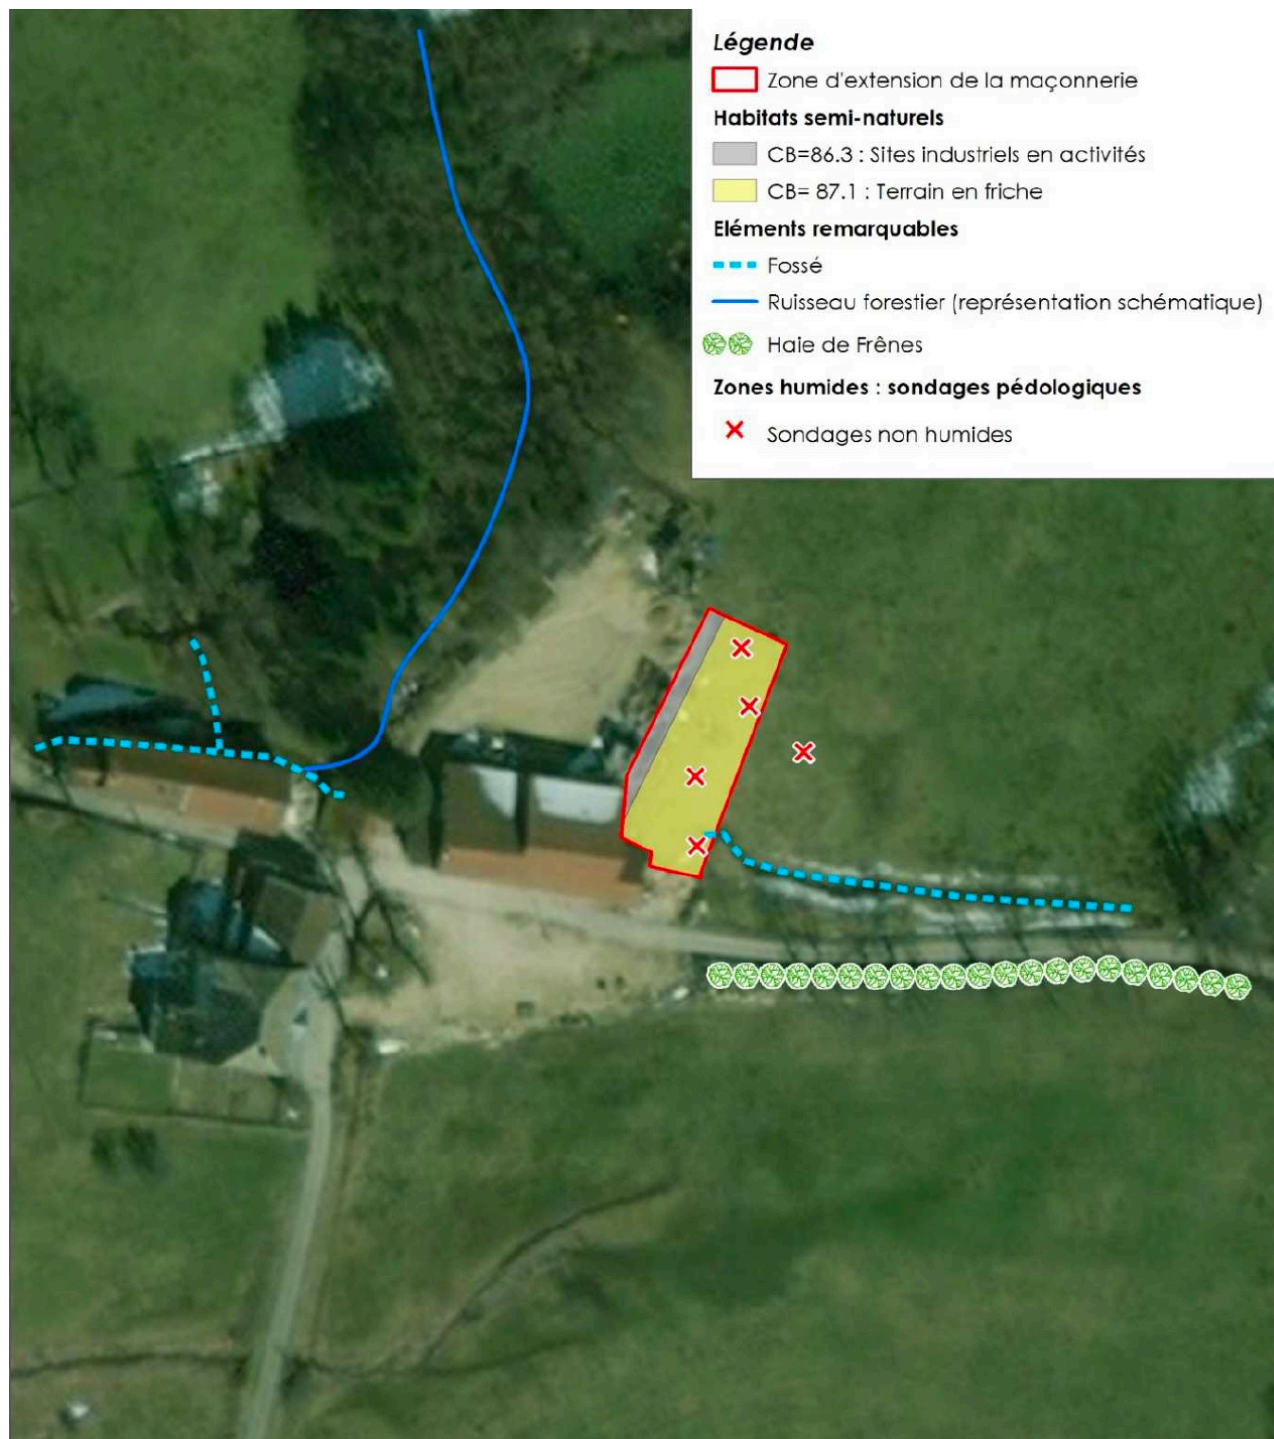 Légende
Zone d'extension de la maçonnerie
Habitats semi-naturels
CB=86.3 : Sites industriels en activités
CB= 87.1 : Terrain en friche
Eléments remarquables
Fossé
Ruisseau forestier (représentation schématique)
Haie de Frênes
Zones humides : sondages pédologiques
Sondages non humides